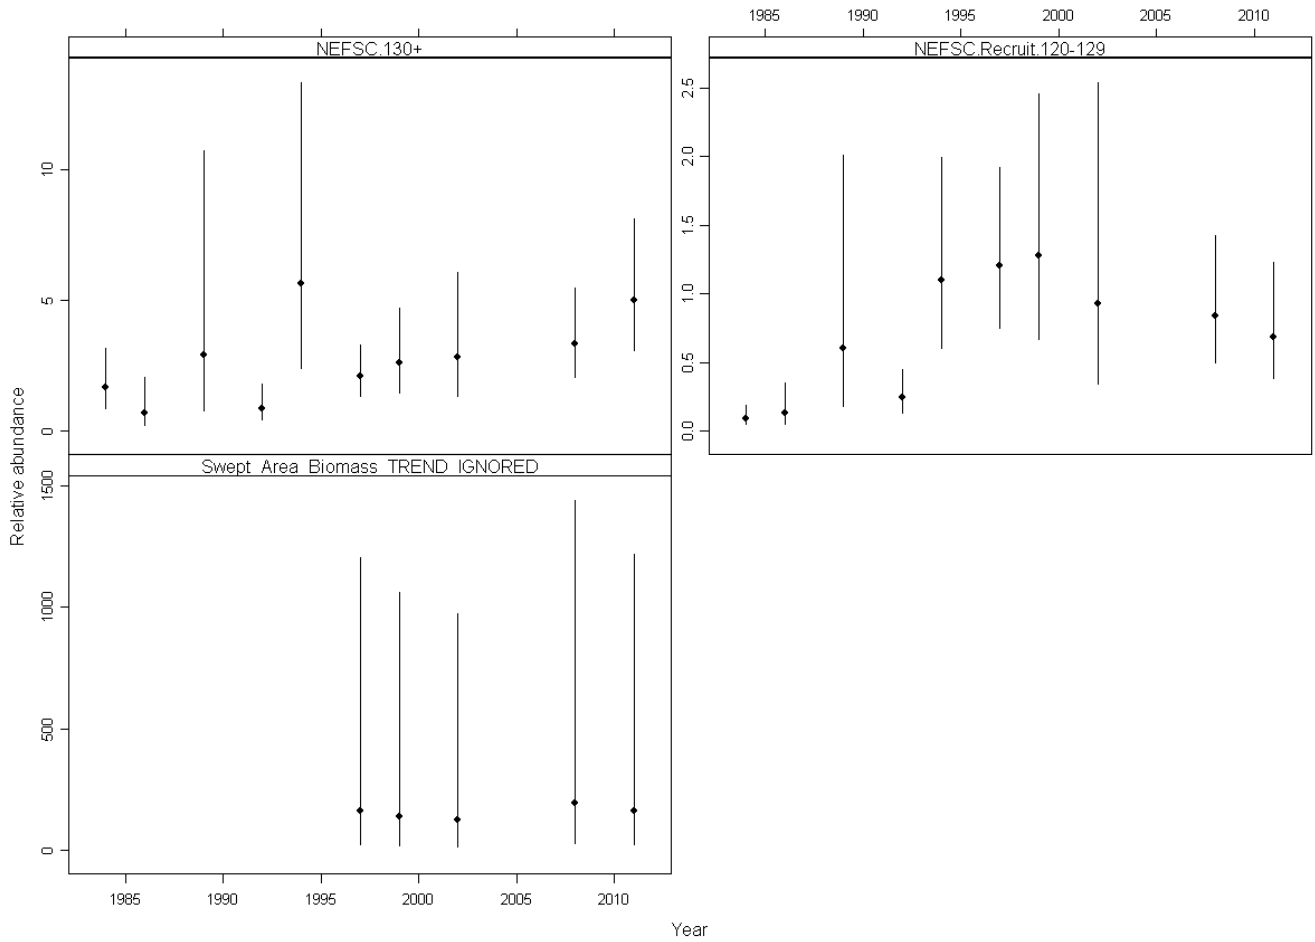 1985 1990 1995 2000 2005 2010
NEFSC.130+
NEFSC.Recruit.120-129
10
5
0
2.5
2.0
1.5
1.0
0.5
0.0
Swept Area Biomass TREND IGNORED
1500
1000
500
0
Relative abundance
1985 1990 1995 2000 2005 2010
Year